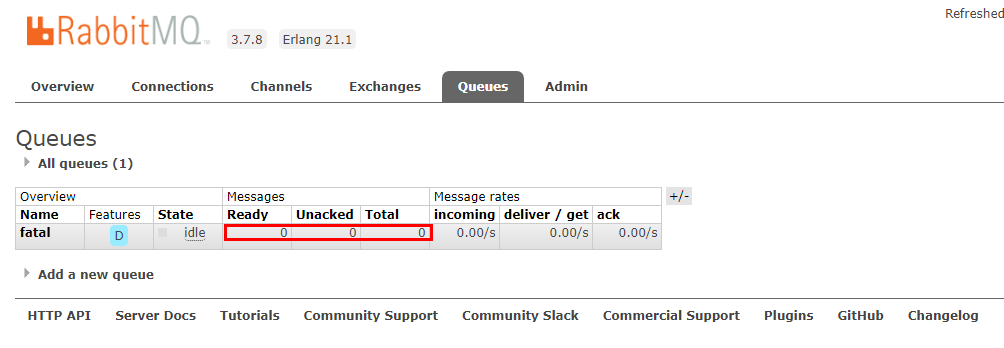 Refreshed
RabbitMQ TM 3.7.8 Erlang 21.1
Overview Connections Channels Exchanges Queues Admin
Queues
All queues (1)
Overview Messages Message rates +/-
Name Features State Ready Unacked Total incoming deliver / get ack
fatal D idle 0 0 0 0.00/s 0.00/s 0.00/s
Add a new queue
HTTP API Server Docs Tutorials Community Support Community Slack Commercial Support Plugins GitHub Changelog